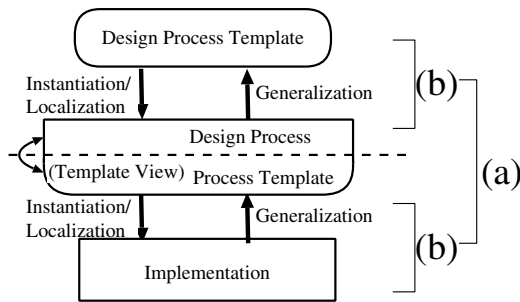 Design Process Template
Instantiation/
Localization
Generalization
(b)
Design Process
(Template View)
Process Template
(a)
Instantiation/
Localization
Generalization
(b)
Implementation